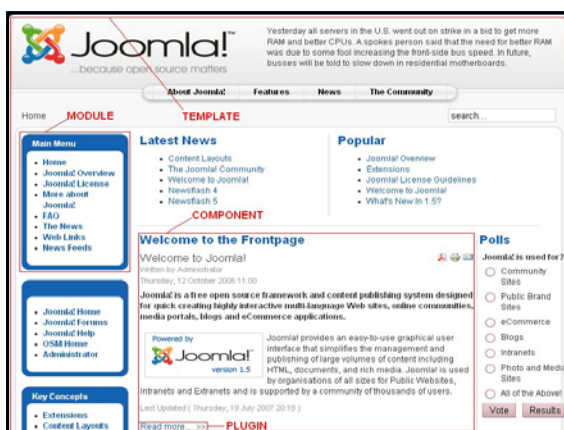 Joomla!™
...because open source matters
Yesterday all servers in the U.S. went out on strike in a bid to get more
RAM and better CPUs. A spokes person said that the need for better RAM
was due to some fool increasing the front-side bus speed. In future,
busses will be told to slow down in residential motherboards.
About Joomla! Features News The Community
Home
MODULE
TEMPLATE
search...
Main Menu
Home
Joomla! Overview
Joomla! License
More about
Joomla!
FAQ
The News
Web Links
News Feeds
Latest News
Content Layouts
The Joomla! Community
Welcome to Joomla!
Newsflash 4
Newsflash 5
Popular
Joomla! Overview
Extensions
Joomla! License Guidelines
Welcome to Joomla!
What's New In 1.5?
COMPONENT
Welcome to the Frontpage
Welcome to Joomla!
Written by Administrator
Thursday, 12 October 2006 11:00
Joomla! is a free open source framework and content publishing system designed
for quick creating highly interactive multi-language Web sites, online communities,
media portals, blogs and eCommerce applications.
Powered by
Joomla!
version 1.5
Joomla! provides an easy-to-use graphical user
interface that simplifies the management and
publishing of large volumes of content including
HTML, documents, and rich media. Joomla! is used
by organisations of all sizes for Public Websites,
Intranets and Extranets and is supported by a community of thousands of users.
Last Updated ( Thursday, 19 July 2007 20:18 )
Read more... >>
PLUGIN
Polls
Joomla! is used for?
Community
Sites
Public Brand
Sites
eCommerce
Blogs
Intranets
Photo and Media
Sites
All of the Above!
Vote Results
Joomla! Home
Joomla! Forums
Joomla! Help
OSM Home
Administrator
Key Concepts
Extensions
Content Layouts